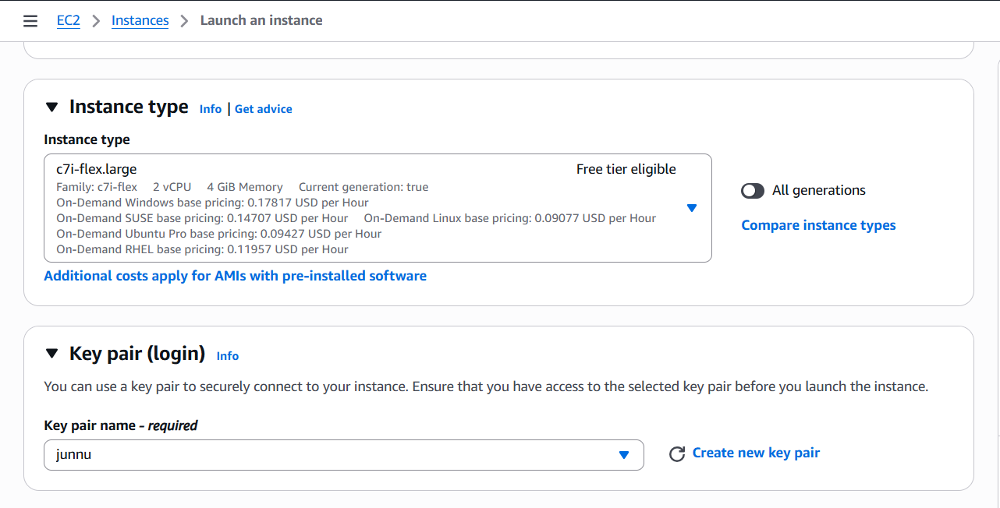 EC2 > Instances > Launch an instance
Instance type Info | Get advice
Instance type
c7i-flex.large Free tier eligible
Family: c7i-flex 2 vCPU 4 GiB Memory Current generation: true
On-Demand Windows base pricing: 0.17817 USD per Hour
On-Demand SUSE base pricing: 0.14707 USD per Hour On-Demand Linux base pricing: 0.09077 USD per Hour
On-Demand Ubuntu Pro base pricing: 0.09427 USD per Hour
On-Demand RHEL base pricing: 0.11957 USD per Hour
All generations
Compare instance types
Additional costs apply for AMIs with pre-installed software
Key pair (login) Info
You can use a key pair to securely connect to your instance. Ensure that you have access to the selected key pair before you launch the instance.
Key pair name - required
junnu
Create new key pair